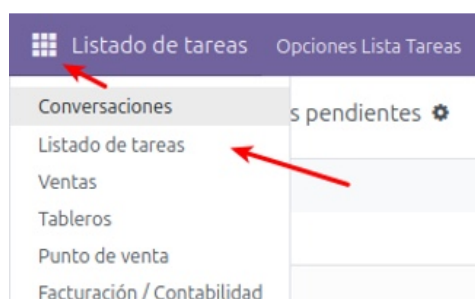 Listado de tareas Opciones Lista Tareas
Conversaciones
s pendientes
Listado de tareas
Ventas
Tableros
Punto de venta
Facturación / Contabilidad